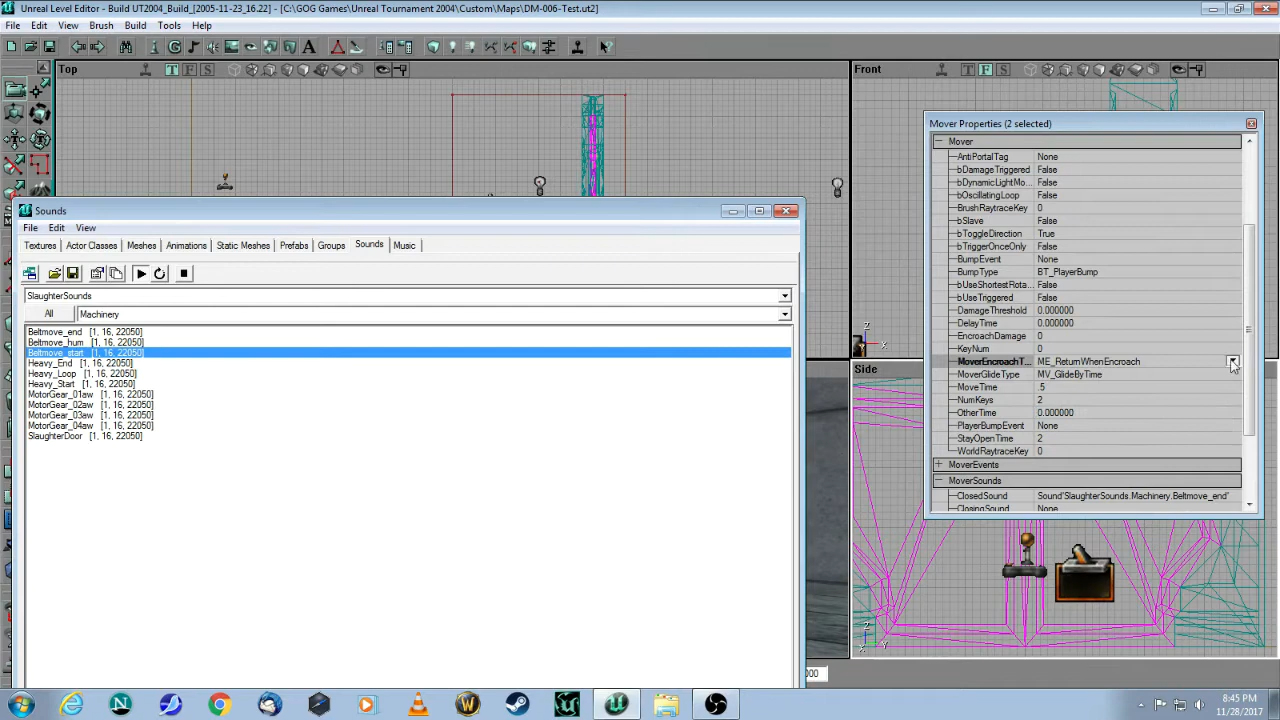 Unreal Level Editor - Build UT2004_Build_[2005-11-23_16.22] - [C:\GOG Games\Unreal Tournament 2004\Custom\Maps\DM-006-Test.ut2]
File Edit View Brush Build Tools Help
Top T F S
Front T F S
Mover Properties (2 selected)
Mover
AntiPortalTag None
bDamageTriggered False
bDynamicLightMo... False
bOscillatingLoop False
BrushRaytraceKey 0
bSlave False
bToggleDirection True
bTriggerOnceOnly False
BumpEvent None
BumpType BT_PlayerBump
bUseShortestRota... False
bUseTriggered False
DamageThreshold 0.000000
DelayTime 0.000000
EncroachDamage 0
KeyNum 0
MoverEncroachT... ME_ReturnWhenEncroach
MoverGlideType MV_GlideByTime
MoveTime .5
NumKeys 2
OtherTime 0.000000
PlayerBumpEvent None
StayOpenTime 2
WorldRaytraceKey 0
MoverEvents
MoverSounds
ClosedSound Sound'SlaughterSounds.Machinery.Beltmove_end'
ClosingSound None
Sounds
File Edit View
Textures Actor Classes Meshes Animations Static Meshes Prefabs Groups Sounds Music
SlaughterSounds
All Machinery
Beltmove_end [1, 16, 22050]
Beltmove_hum [1, 16, 22050]
Beltmove_start [1, 16, 22050]
Heavy_End [1, 16, 22050]
Heavy_Loop [1, 16, 22050]
Heavy_Start [1, 16, 22050]
MotorGear_01aw [1, 16, 22050]
MotorGear_02aw [1, 16, 22050]
MotorGear_03aw [1, 16, 22050]
MotorGear_04aw [1, 16, 22050]
SlaughterDoor [1, 16, 22050]
Z
X
Side
Z
Y
X
000
8:45 PM
11/28/2017